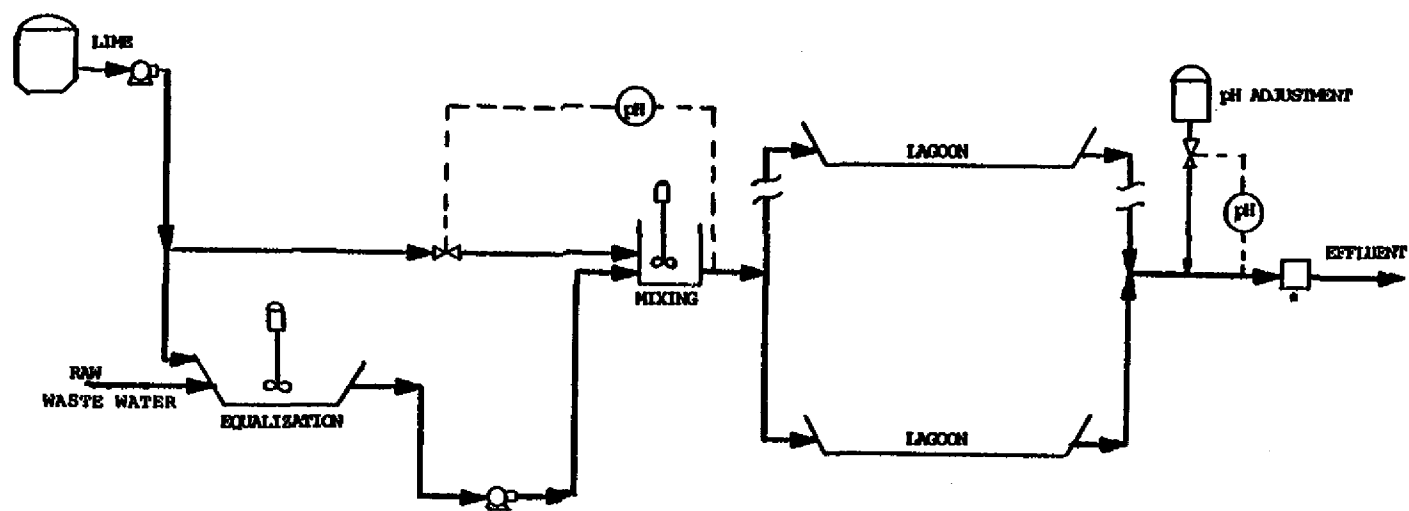 LIME
pH
pH ADJUSTMENT
LAGOON
pH
EFFLUENT
MIXING
*
RAW
WASTE WATER
EQUALIZATION
LAGOON